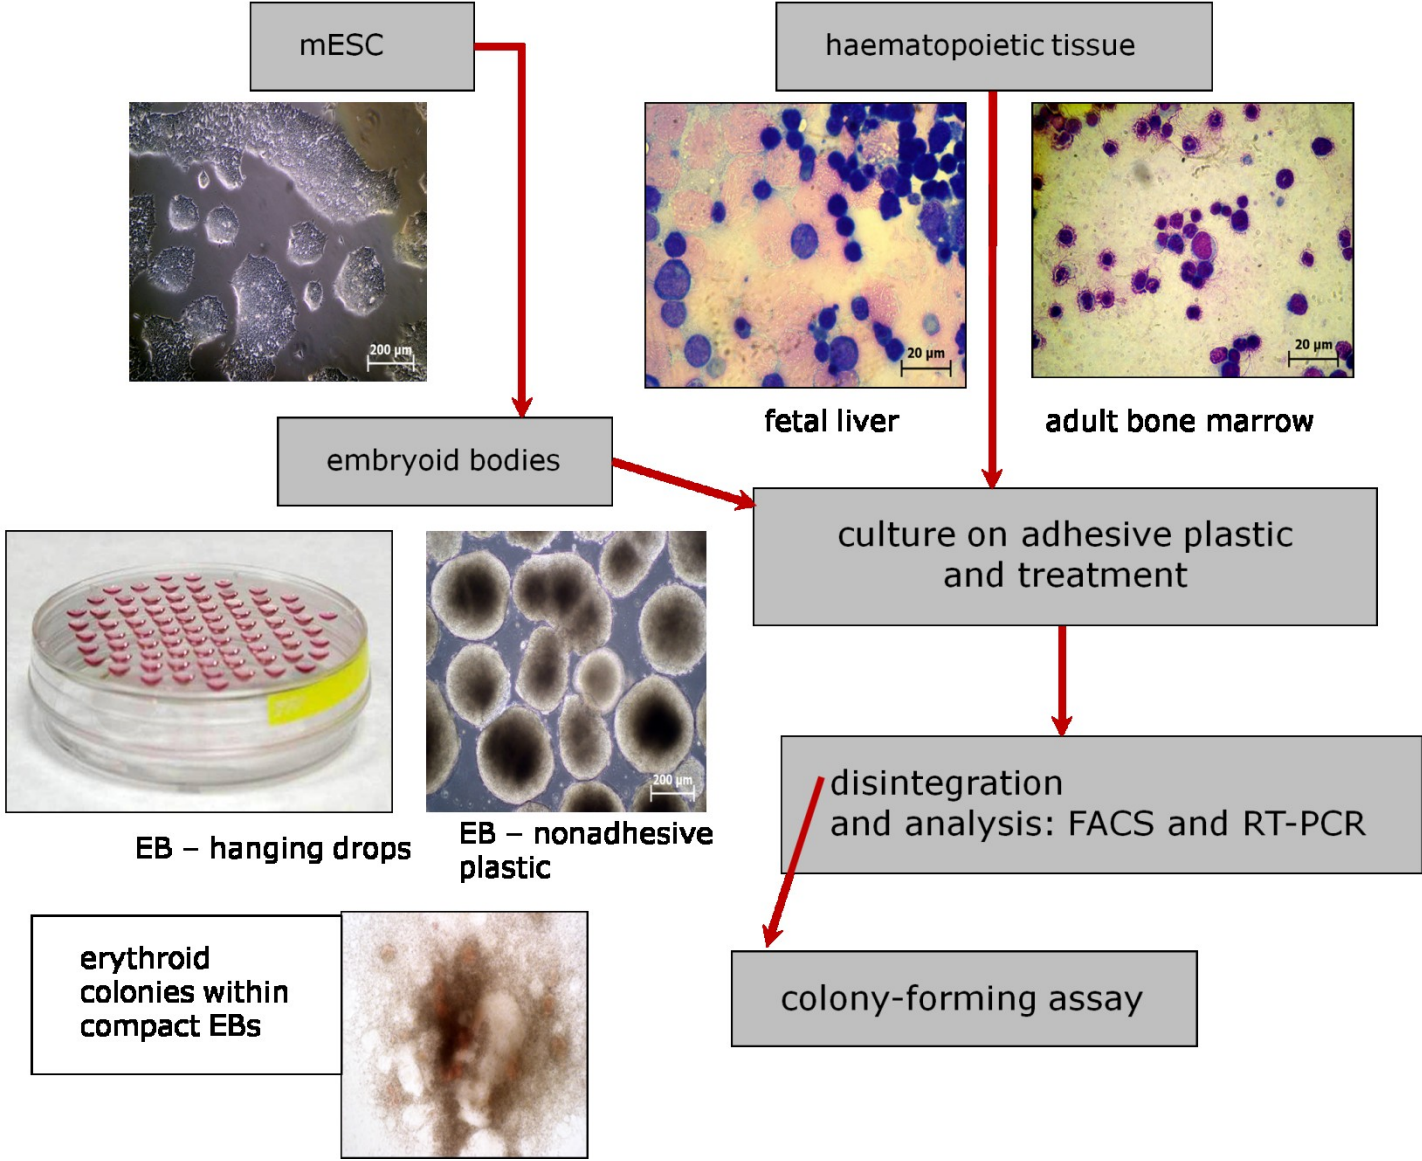 mESC
haematopoietic tissue
200 µm
20 µm
20 µm
fetal liver
adult bone marrow
embryoid bodies
culture on adhesive plastic
and treatment
200 µm
EB – hanging drops
EB – nonadhesive
plastic
disintegration
and analysis: FACS and RT-PCR
erythroid
colonies within
compact EBs
colony-forming assay